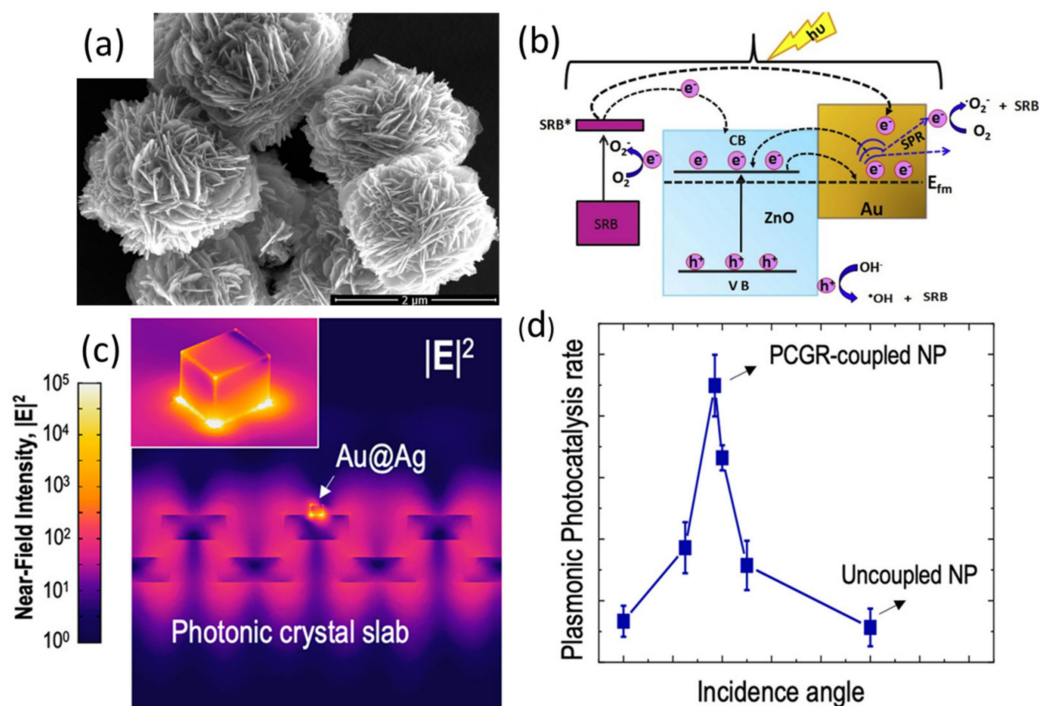 (a)
2 μm
(b)
hυ
SRB*
e⁻
O₂⁻
O₂
e⁻
SRB
CB
e⁻ e⁻ e⁻
ZnO
h⁺ h⁺ h⁺
V B
e⁻
SPR
e⁻ e⁻
Au
Efm
e⁻
·O₂⁻ + SRB
O₂
h⁺
OH⁻
•OH + SRB
(c)
|E|²
Near-Field Intensity, |E|²
10⁵
10⁴
10³
10²
10¹
10⁰
Au@Ag
Photonic crystal slab
(d)
Plasmonic Photocatalysis rate
PCGR-coupled NP
Uncoupled NP
Incidence angle